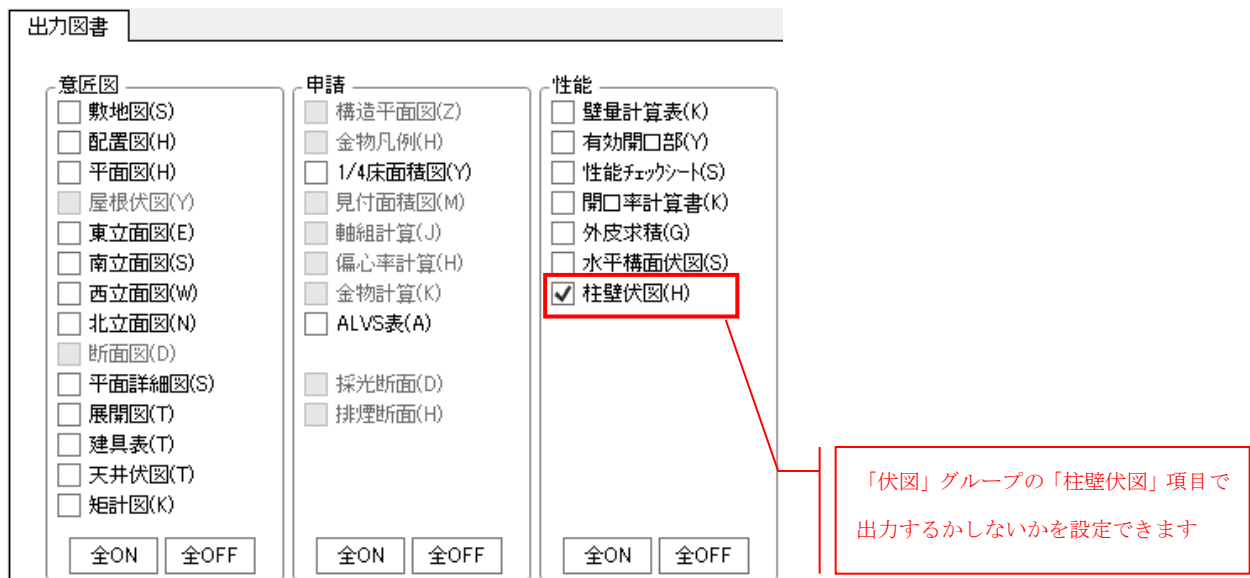 出力図書
意匠図
敷地図(S)
配置図(H)
平面図(H)
屋根伏図(Y)
東立面図(E)
南立面図(S)
西立面図(W)
北立面図(N)
断面図(D)
平面詳細図(S)
展開図(T)
建具表(T)
天井伏図(T)
矩計図(K)
全ON 全OFF
申請
構造平面図(Z)
金物凡例(H)
1/4床面積図(Y)
見付面積図(M)
軸組計算(J)
偏心率計算(H)
金物計算(K)
ALVS表(A)
採光断面(D)
排煙断面(H)
全ON 全OFF
性能
壁量計算表(K)
有効開口部(Y)
性能チェックシート(S)
開口率計算書(K)
外皮求積(G)
水平構面伏図(S)
柱壁伏図(H)
全ON 全OFF
「伏図」グループの「柱壁伏図」項目で
出力するかしないかを設定できます